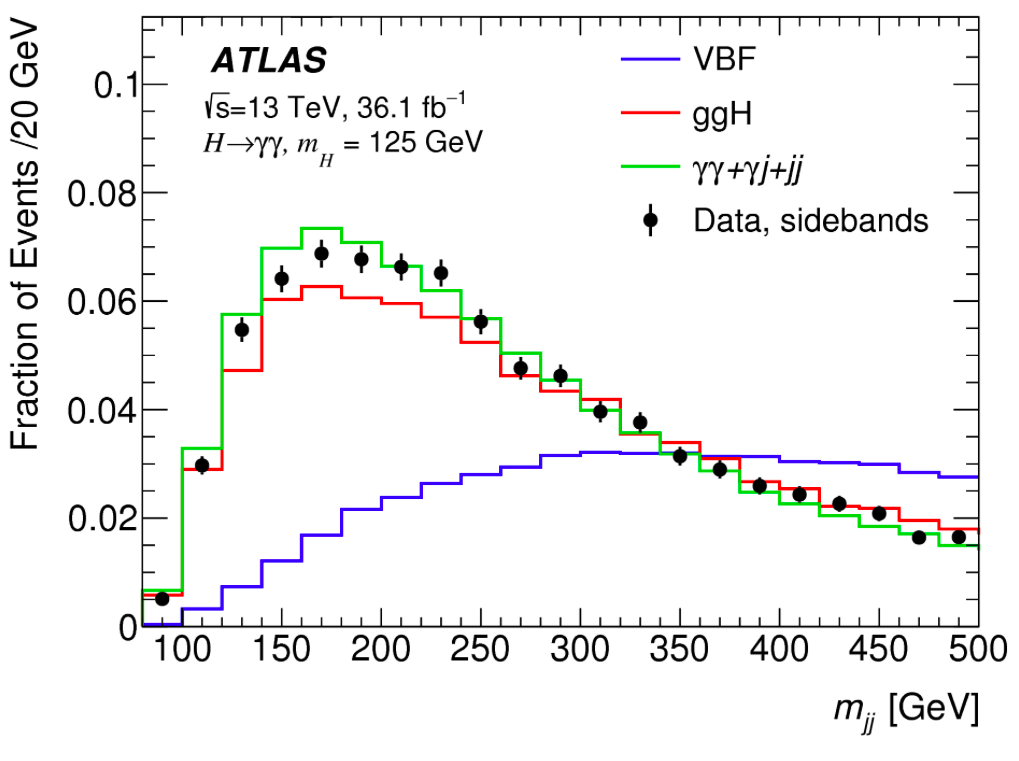 ATLAS
√s=13 TeV, 36.1 fb⁻¹
H→γγ, m_H = 125 GeV
VBF
ggH
γγ+γj+jj
Data, sidebands
Fraction of Events /20 GeV
0.1
0.08
0.06
0.04
0.02
0
100 150 200 250 300 350 400 450 500
m_jj [GeV]